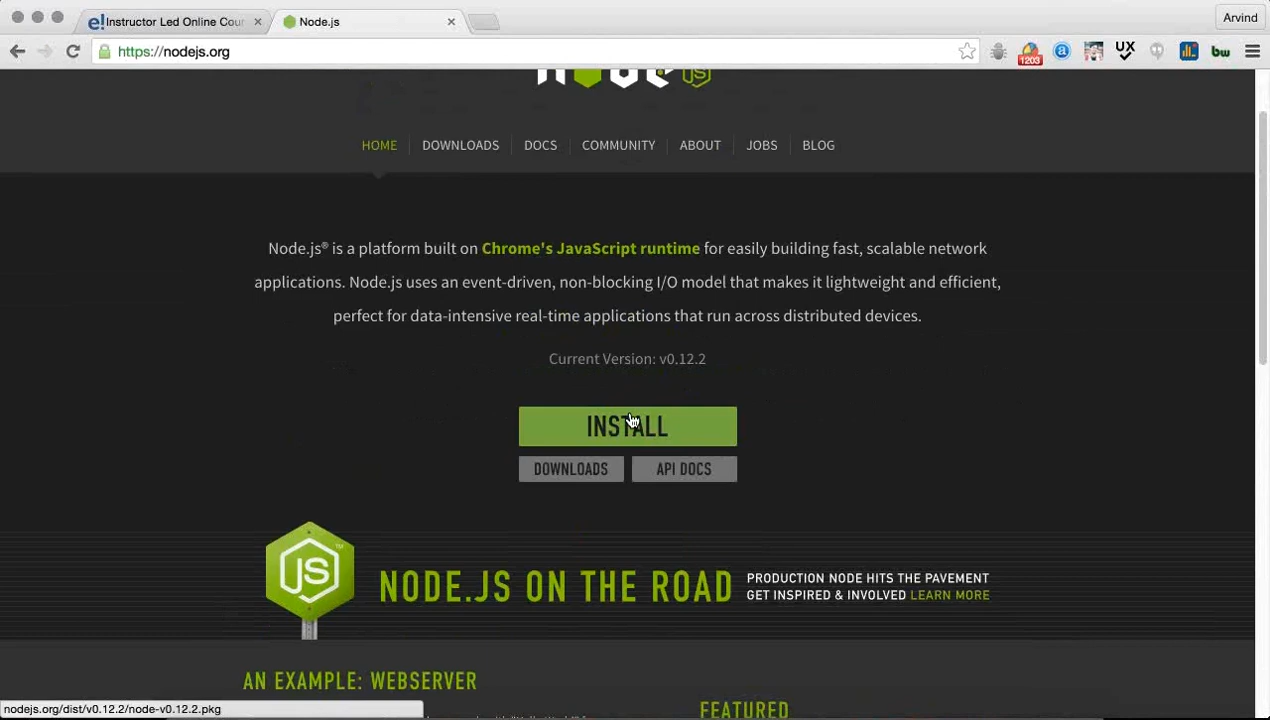 e! Instructor Led Online Cour
Node.js
Arvind
https://nodejs.org
1203
a
UX
bw
node
JS
HOME
DOWNLOADS
DOCS
COMMUNITY
ABOUT
JOBS
BLOG
Node.js® is a platform built on Chrome's JavaScript runtime for easily building fast, scalable network
applications. Node.js uses an event-driven, non-blocking I/O model that makes it lightweight and efficient,
perfect for data-intensive real-time applications that run across distributed devices.
Current Version: v0.12.2
INSTALL
DOWNLOADS
API DOCS
JS™
NODE.JS ON THE ROAD
PRODUCTION NODE HITS THE PAVEMENT
GET INSPIRED & INVOLVED LEARN MORE
AN EXAMPLE: WEBSERVER
FEATURED
nodejs.org/dist/v0.12.2/node-v0.12.2.pkg